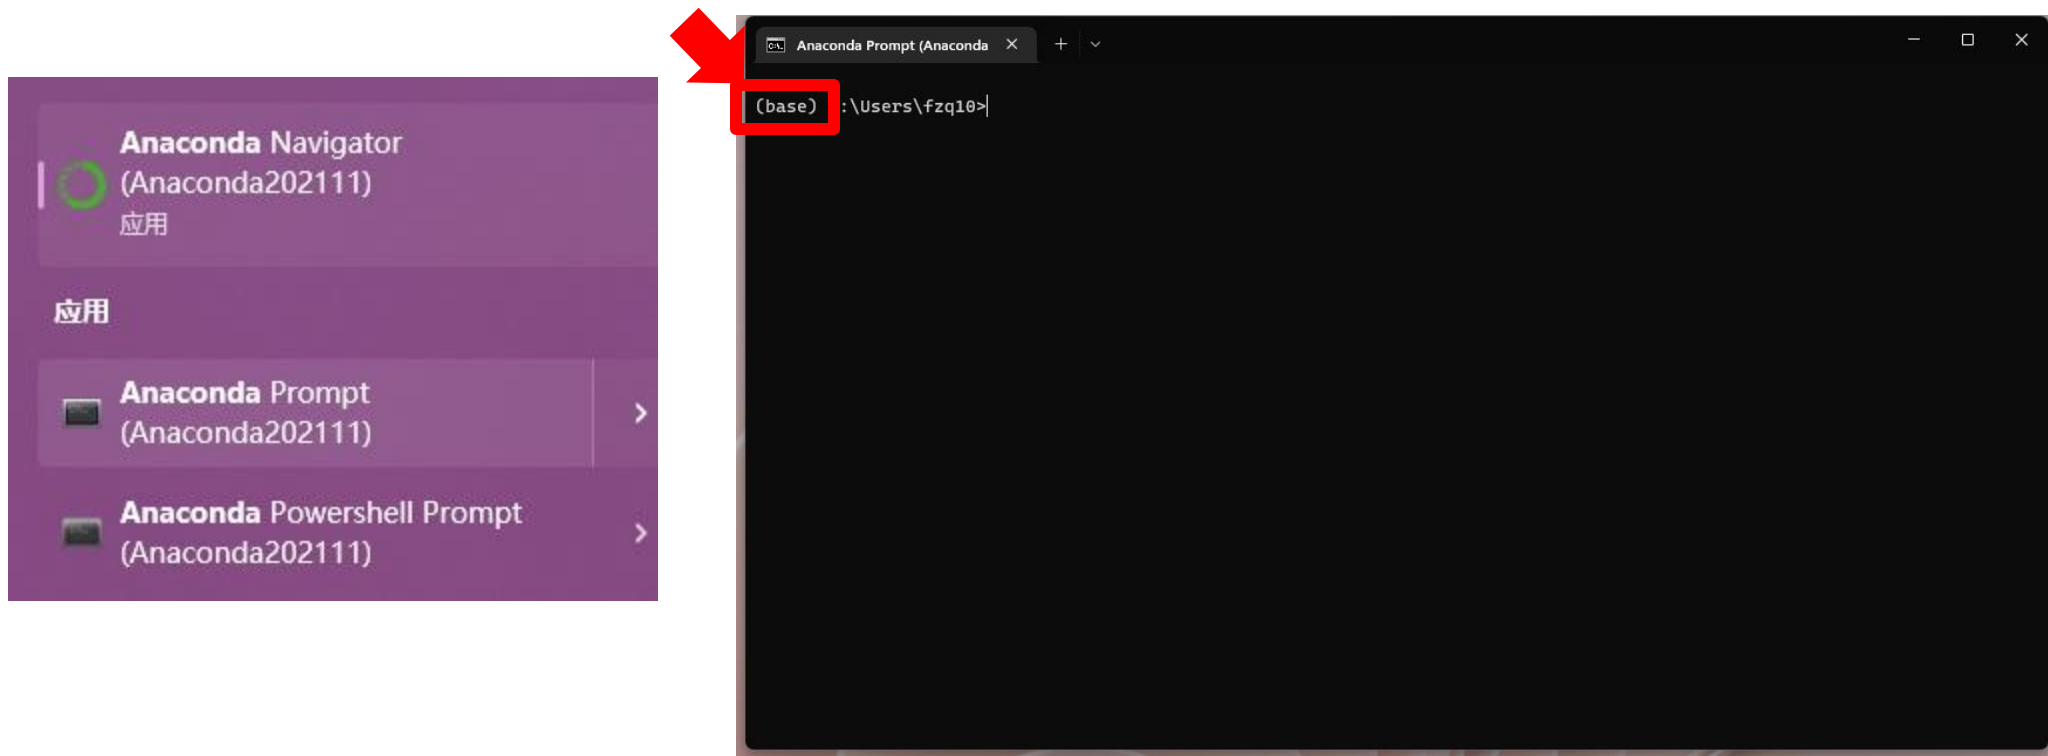 Anaconda Navigator
(Anaconda202111)
应用
应用
Anaconda Prompt
(Anaconda202111)
Anaconda Powershell Prompt
(Anaconda202111)
Anaconda Prompt (Anaconda
(base) :\Users\fzq10>